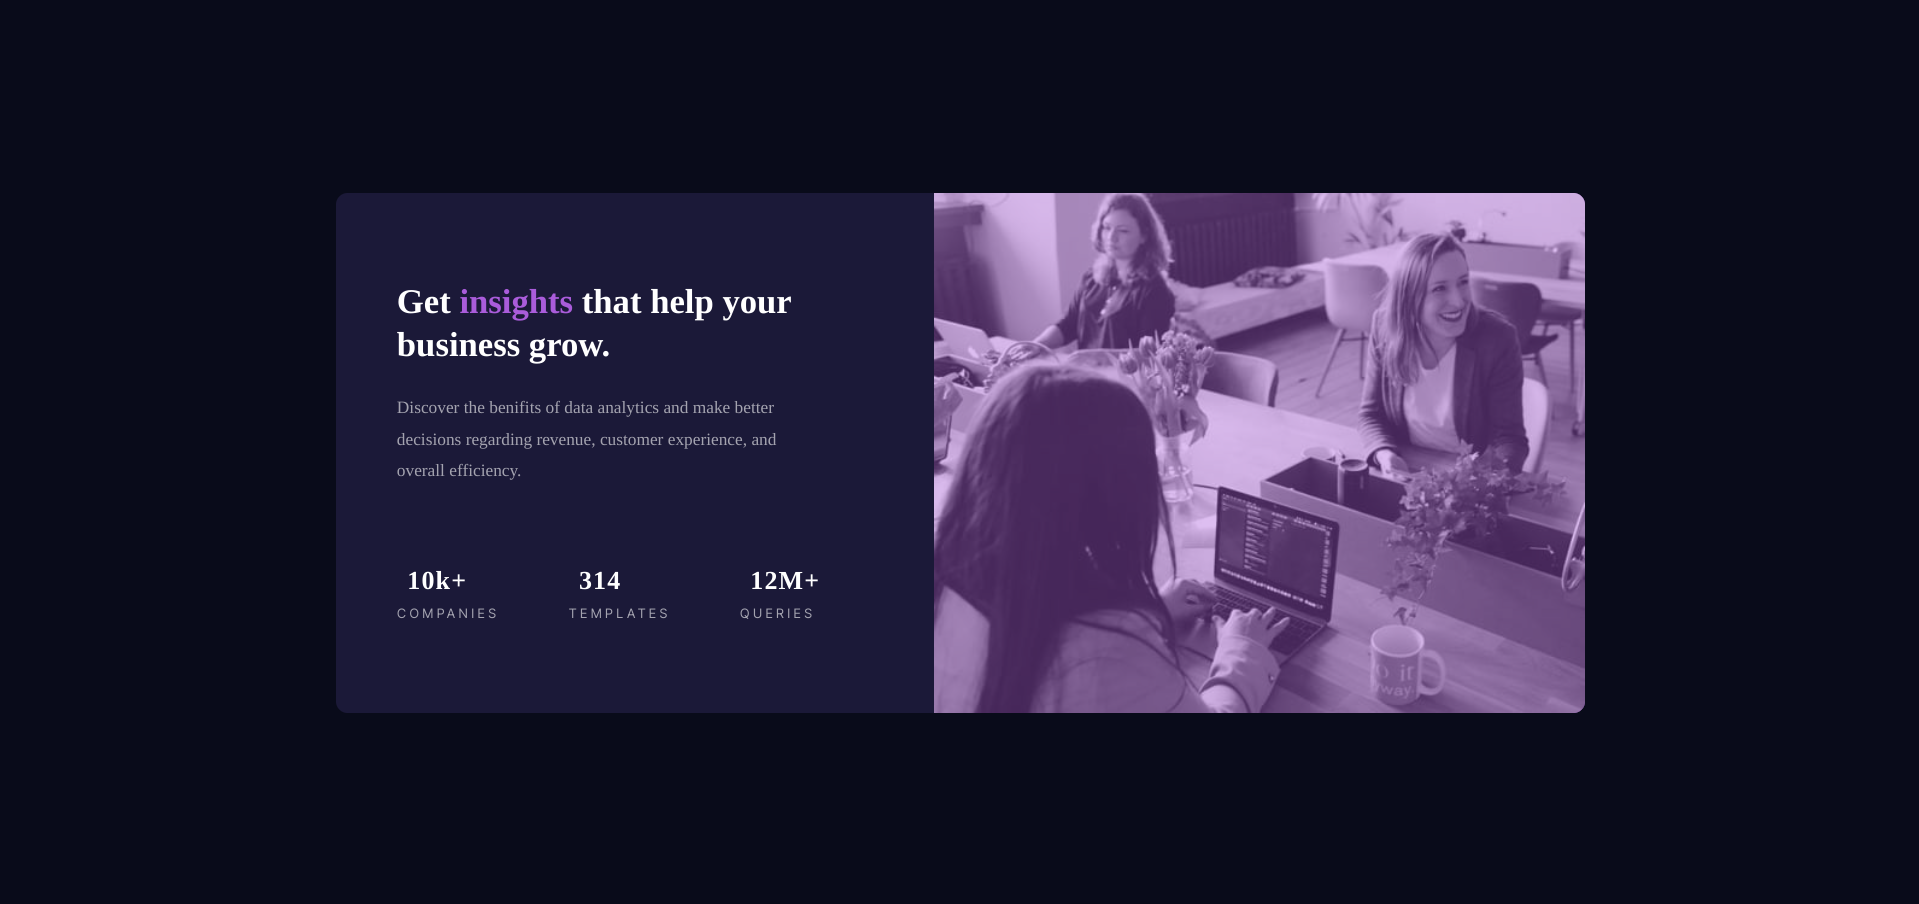 Get insights that help your
business grow.
Discover the benifits of data analytics and make better
decisions regarding revenue, customer experience, and
overall efficiency.
10k+ 314 12M+
COMPANIES TEMPLATES QUERIES